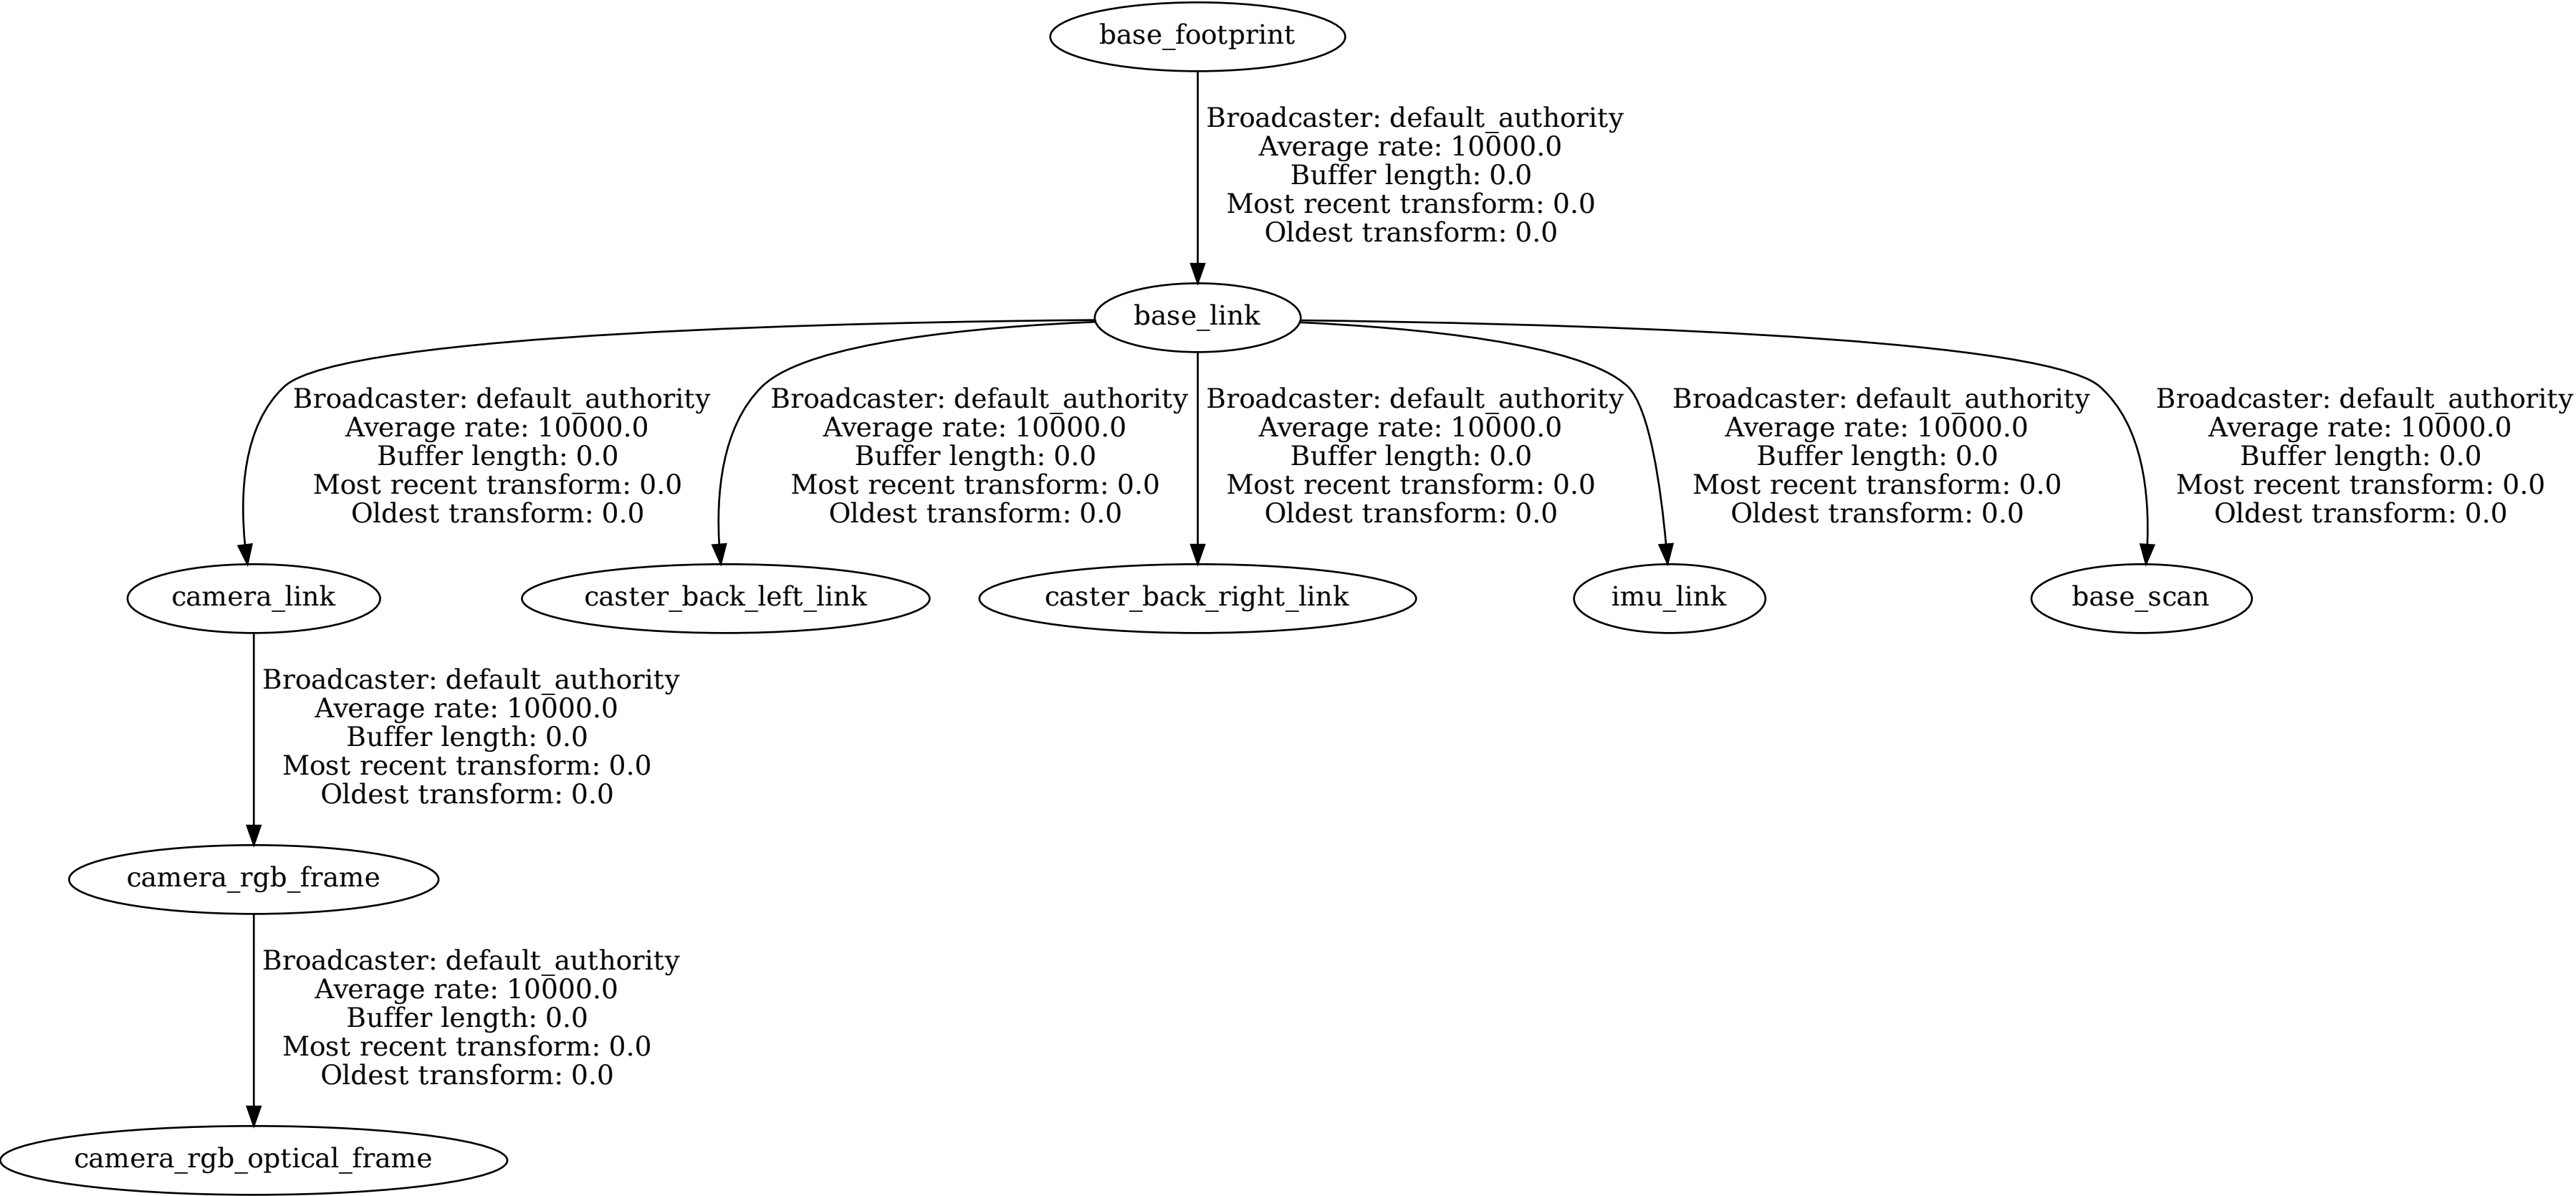 base_footprint
Broadcaster: default_authority
Average rate: 10000.0
Buffer length: 0.0
Most recent transform: 0.0
Oldest transform: 0.0
base_link
Broadcaster: default_authority
Average rate: 10000.0
Buffer length: 0.0
Most recent transform: 0.0
Oldest transform: 0.0
Broadcaster: default_authority
Average rate: 10000.0
Buffer length: 0.0
Most recent transform: 0.0
Oldest transform: 0.0
Broadcaster: default_authority
Average rate: 10000.0
Buffer length: 0.0
Most recent transform: 0.0
Oldest transform: 0.0
Broadcaster: default_authority
Average rate: 10000.0
Buffer length: 0.0
Most recent transform: 0.0
Oldest transform: 0.0
Broadcaster: default_authority
Average rate: 10000.0
Buffer length: 0.0
Most recent transform: 0.0
Oldest transform: 0.0
camera_link
caster_back_left_link
caster_back_right_link
imu_link
base_scan
Broadcaster: default_authority
Average rate: 10000.0
Buffer length: 0.0
Most recent transform: 0.0
Oldest transform: 0.0
camera_rgb_frame
Broadcaster: default_authority
Average rate: 10000.0
Buffer length: 0.0
Most recent transform: 0.0
Oldest transform: 0.0
camera_rgb_optical_frame